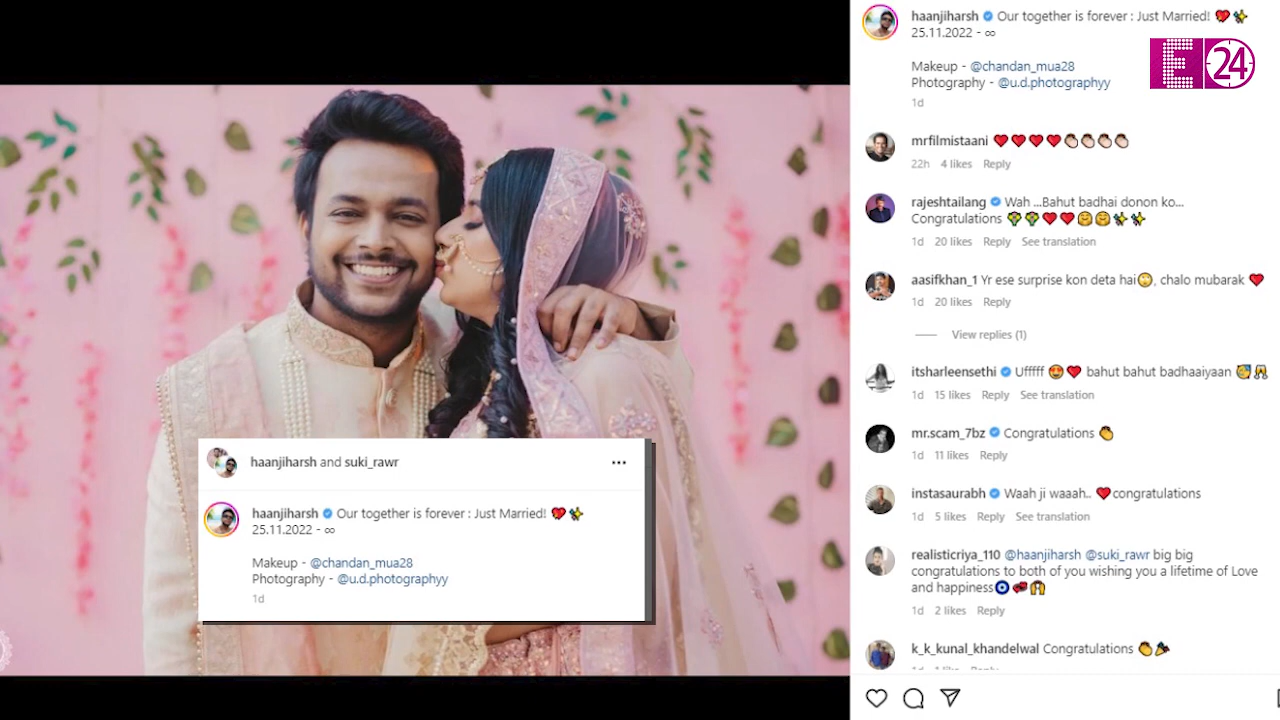 haanjiharsh Our together is forever : Just Married! ❤️✨
25.11.2022 - ∞
Makeup - @chandan_mua28
Photography - @u.d.photographyy
1d
E 24
mrfilmistaani ❤️❤️❤️❤️👏👏👏👏
22h 4 likes Reply
rajeshtailang Wah ...Bahut badhai donon ko...
Congratulations 💐💐❤️❤️🤗🤗✨✨
1d 20 likes Reply See translation
aasifkhan_1 Yr ese surprise kon deta hai🙄, chalo mubarak ❤️
1d 20 likes Reply
View replies (1)
itsharleensethi Ufffff 😍❤️ bahut bahut badhaaiyaan 😅🥂
1d 15 likes Reply See translation
mr.scam_7bz Congratulations 👏
1d 11 likes Reply
instasaurabh Waah ji waaah.. ❤️congratulations
1d 5 likes Reply See translation
realisticriya_110 @haanjiharsh @suki_rawr big big
congratulations to both of you wishing you a lifetime of Love
and happiness🧿💕🙌
1d 2 likes Reply
k_k_kunal_khandelwal Congratulations 👏🎉
1d 1 like Reply
haanjiharsh and suki_rawr
haanjiharsh Our together is forever : Just Married! ❤️✨
25.11.2022 - ∞
Makeup - @chandan_mua28
Photography - @u.d.photographyy
1d